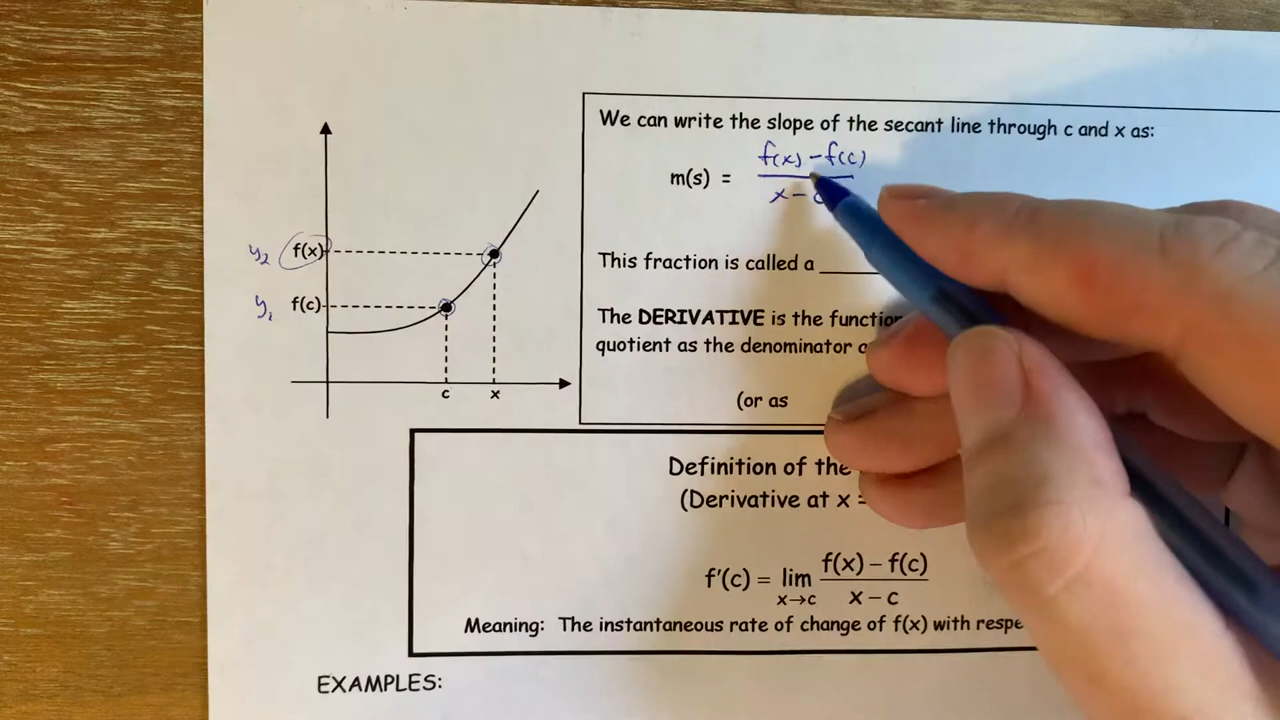 We can write the slope of the secant line through c and x as:
m(s) = f(x) - f(c)
x -
y₂ f(x)
y₁ f(c)
c x
This fraction is called a
The DERIVATIVE is the function
quotient as the denominator
(or as
Definition of the
(Derivative at x =
f'(c) = lim f(x) – f(c)
x→c x – c
Meaning: The instantaneous rate of change of f(x) with
EXAMPLES: